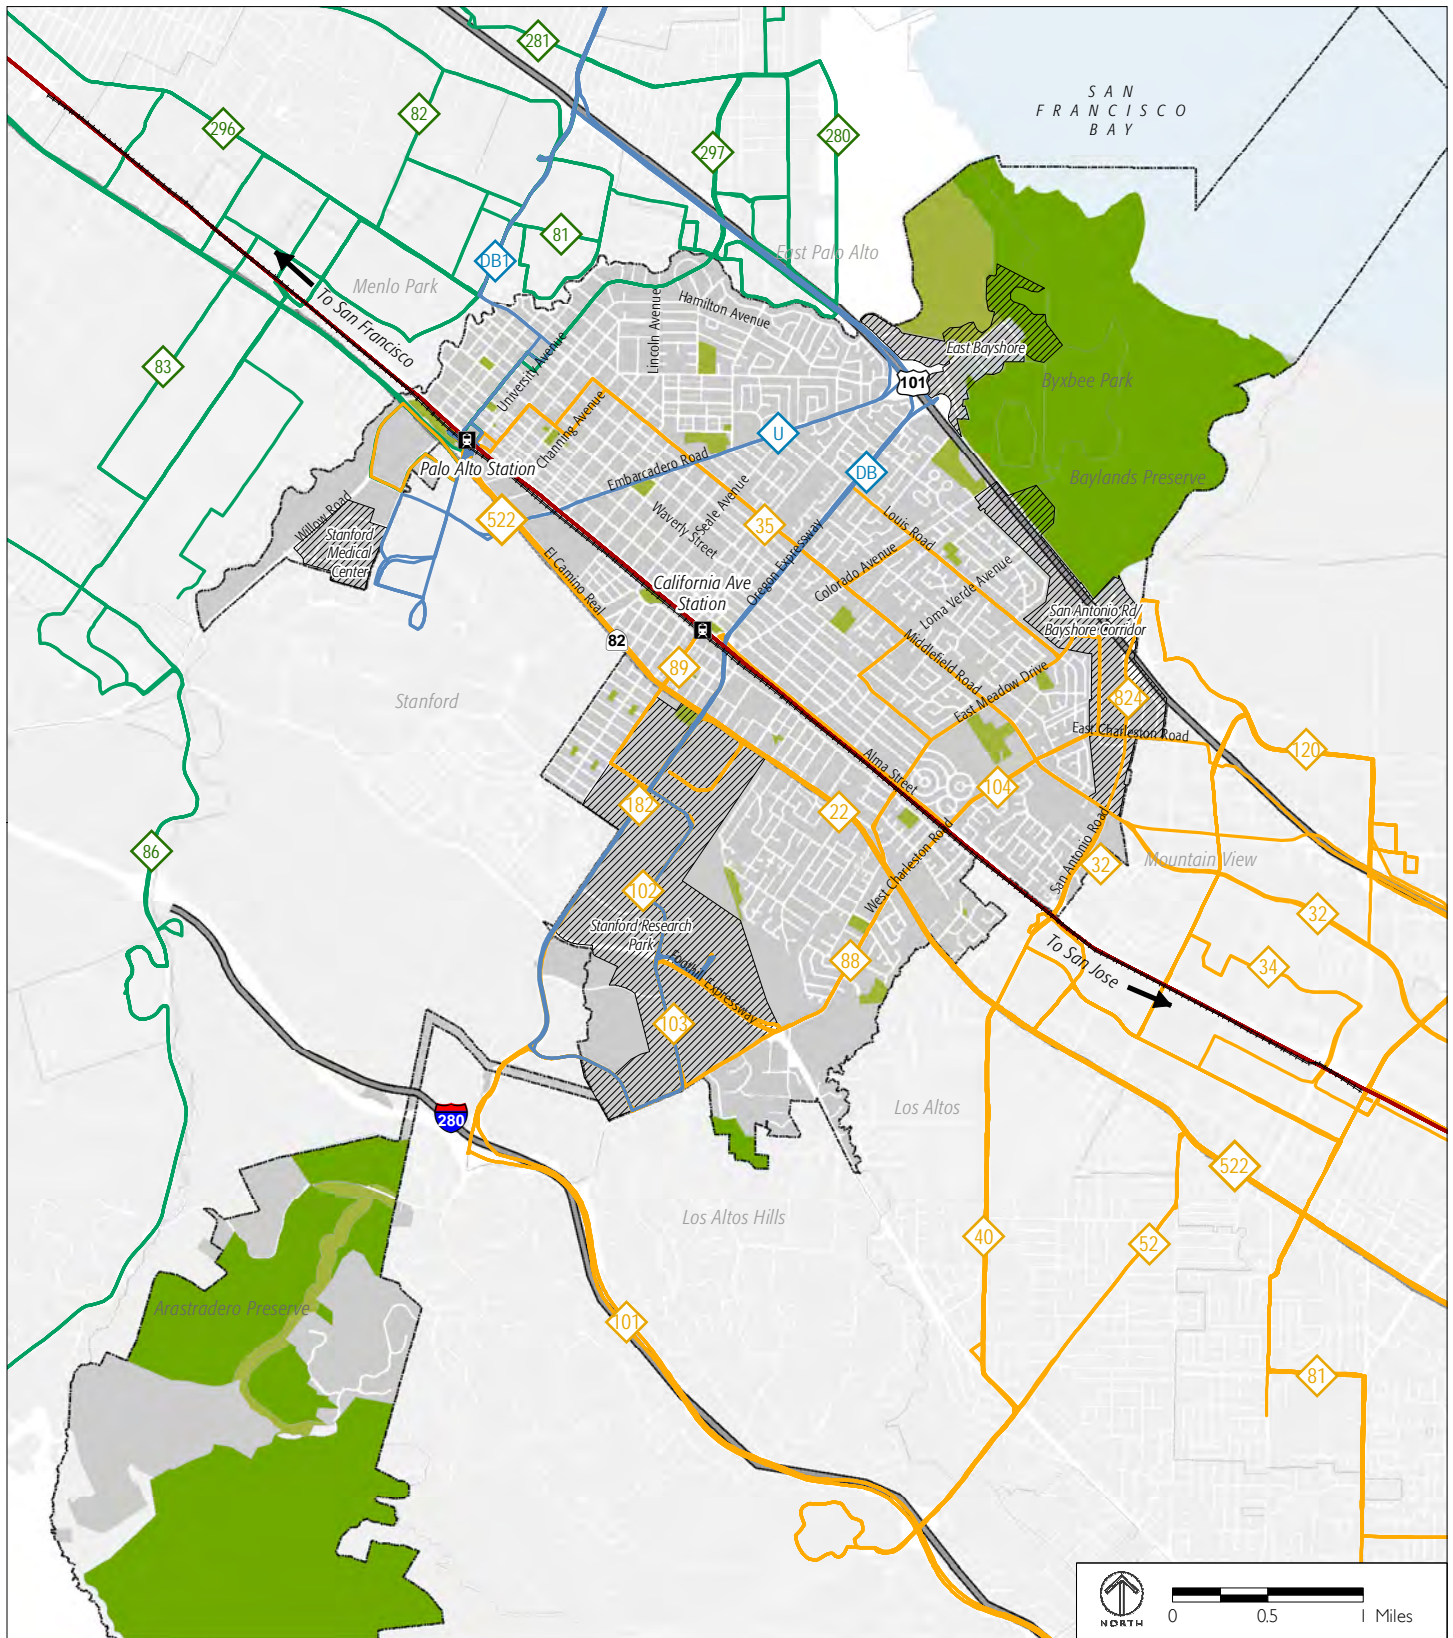 281
S A N
F R A N C I S C O
B A Y
82
296
297
280
81
DB1
East Palo Alto
Menlo Park
To San Francisco
Lincoln Avenue
Hamilton Avenue
East Bayshore
83
University Avenue
101
Byxbee Park
Channing Avenue
U
Palo Alto Station
Embarcadero Road
DB
Baylands Preserve
Willow Road
522
Seale Avenue
Waverly Street
35
Louis Road
Stanford
Medical
Center
El Camino Real
Oregon Expressway
Colorado Avenue
California Ave
Station
Loma Verde Avenue
San Antonio Rd/
Bayshore Corridor
82
89
Middlefield Road
East Meadow Drive
Stanford
824
East Charleston Road
120
Alma Street
182
22
104
86
San Antonio Road
32
Mountain View
West Charleston Road
102
32
Stanford Research
Park
88
To San Jose
34
Foothill Expressway
103
Los Altos
280
522
Los Altos Hills
40
52
Arastradero Preserve
101
81
NORTH
0
0.5
1 Miles